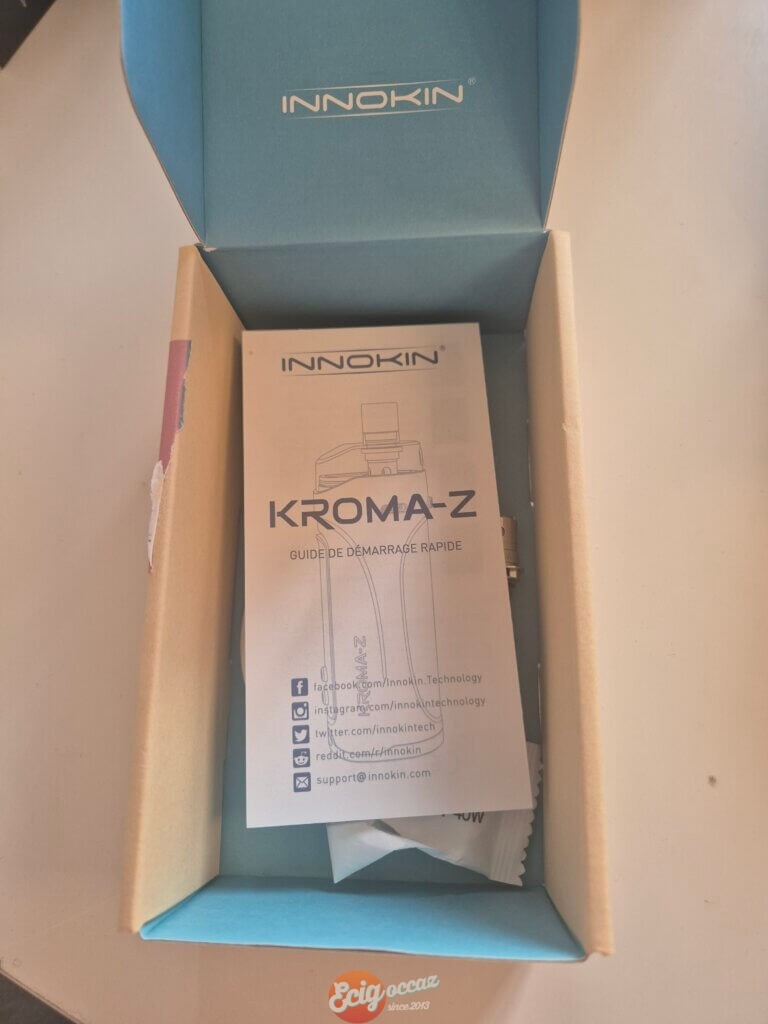 INNOKIN®
INNOKIN®
KROMA-Z
GUIDE DE DÉMARRAGE RAPIDE
KROMA-Z
facebook.com/Innokin.Technology
instagram.com/innokintechnology
twitter.com/innokintech
reddit.com/r/innokin
support@innokin.com
40W
Ecig occaz
since 2013